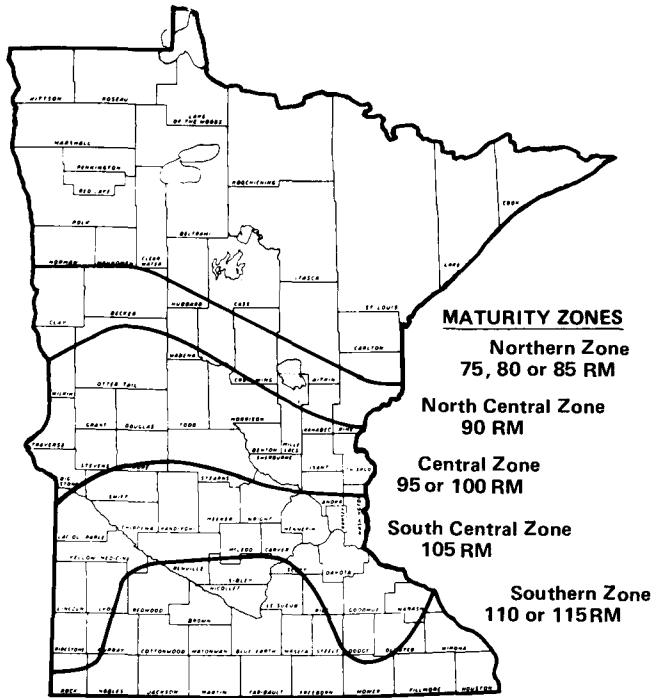 KITTSON ROSEAU
LAKE
OF THE WOODS
MARSHALL
PENNINGTON
KOOCHICHING
RED LAKE
COOK
POLK
BELTRAMI
LAKE
NORMAN MAHNOMEN CLEAR
WATER
ITASCA
HUBBARD CASS
ST. LOUIS
CLAY BECKER
MATURITY ZONES
Northern Zone
75, 80 or 85 RM
CARLTON
WADENA
CROW WING AITKIN
OTTER TAIL
WILKIN
North Central Zone
90 RM
GRANT DOUGLAS TODD MORRISON
KANABEC PINE
MILLE
LACS
BENTON
SHERBURNE
TRAVERSE
STEVENS
ISANTI CHISAGO
Central Zone
95 or 100 RM
BIG
STONE
STEARNS
SWIFT
ANOKA
MEEKER WRIGHT
HENNEPIN
WASHINGTON
LAC QUI PARLE CHIPPEWA KANDIYOHI
South Central Zone
105 RM
MCLEOD CARVER
YELLOW MEDICINE
RENVILLE
SCOTT DAKOTA
SIBLEY
NICOLLET
Southern Zone
110 or 115 RM
LINCOLN LYON REDWOOD
LE SUEUR RICE GOODHUE WABASHA
BROWN
PIPESTONE MURRAY COTTONWOOD WATONWAN BLUE EARTH WASECA STEELE DODGE OLMSTED WINONA
ROCK NOBLES JACKSON MARTIN FARIBAULT FREEBORN MOWER FILLMORE HOUSTON